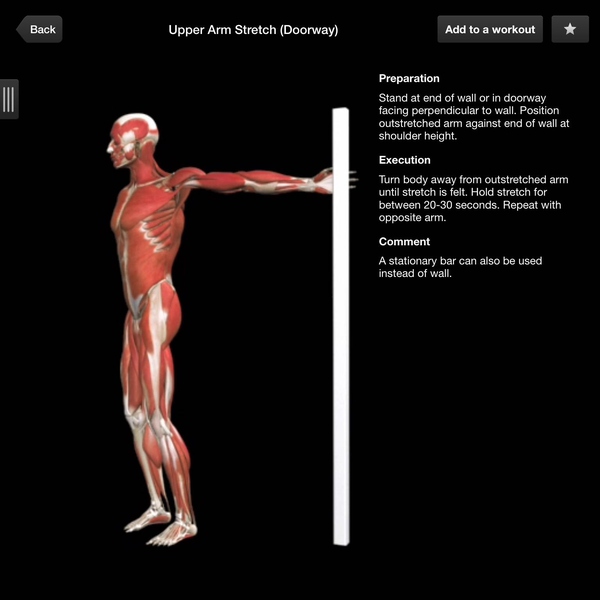 Back
Upper Arm Stretch (Doorway)
Add to a workout
Preparation
Stand at end of wall or in doorway
facing perpendicular to wall. Position
outstretched arm against end of wall at
shoulder height.
Execution
Turn body away from outstretched arm
until stretch is felt. Hold stretch for
between 20-30 seconds. Repeat with
opposite arm.
Comment
A stationary bar can also be used
instead of wall.